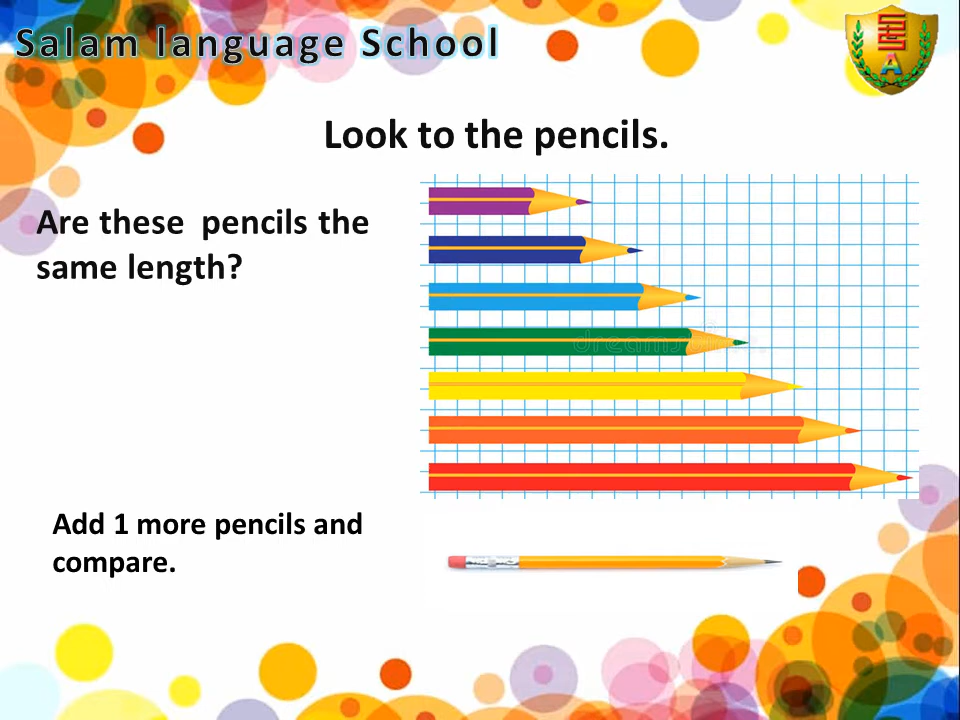 Salam language School
Look to the pencils.
Are these pencils the
same length?
Add 1 more pencils and
compare.